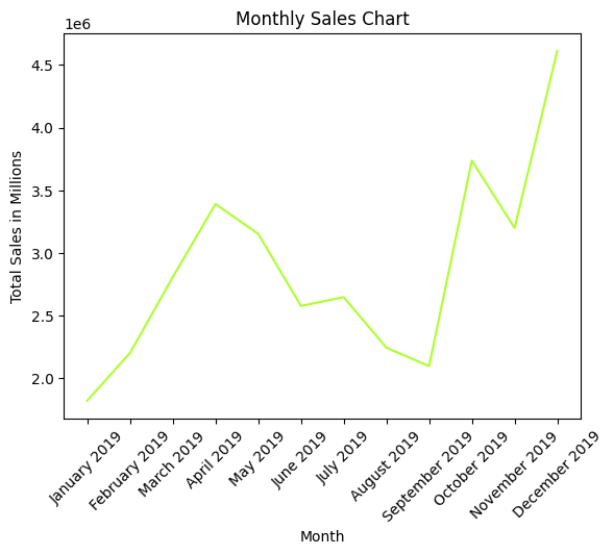 Monthly Sales Chart
1e6
4.5
4.0
3.5
3.0
2.5
2.0
Total Sales in Millions
January 2019
February 2019
March 2019
April 2019
May 2019
June 2019
July 2019
August 2019
September 2019
October 2019
November 2019
December 2019
Month